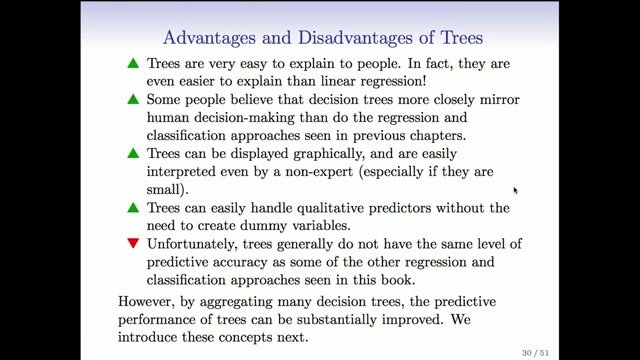 Advantages and Disadvantages of Trees
▲ Trees are very easy to explain to people. In fact, they are
even easier to explain than linear regression!
▲ Some people believe that decision trees more closely mirror
human decision-making than do the regression and
classification approaches seen in previous chapters.
▲ Trees can be displayed graphically, and are easily
interpreted even by a non-expert (especially if they are
small).
▲ Trees can easily handle qualitative predictors without the
need to create dummy variables.
▼ Unfortunately, trees generally do not have the same level of
predictive accuracy as some of the other regression and
classification approaches seen in this book.
However, by aggregating many decision trees, the predictive
performance of trees can be substantially improved. We
introduce these concepts next.
30 / 51